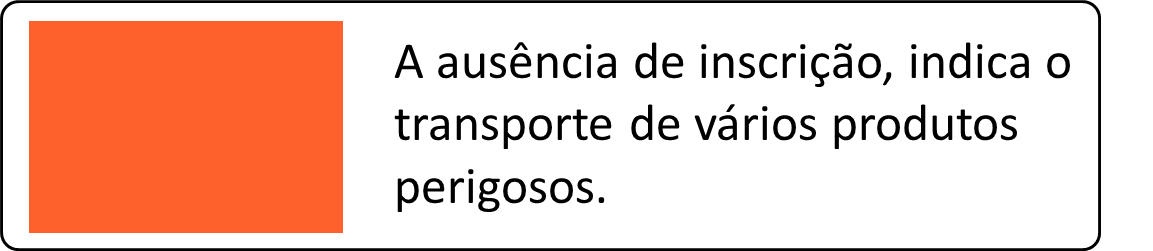 A ausência de inscrição, indica o
transporte de vários produtos
perigosos.